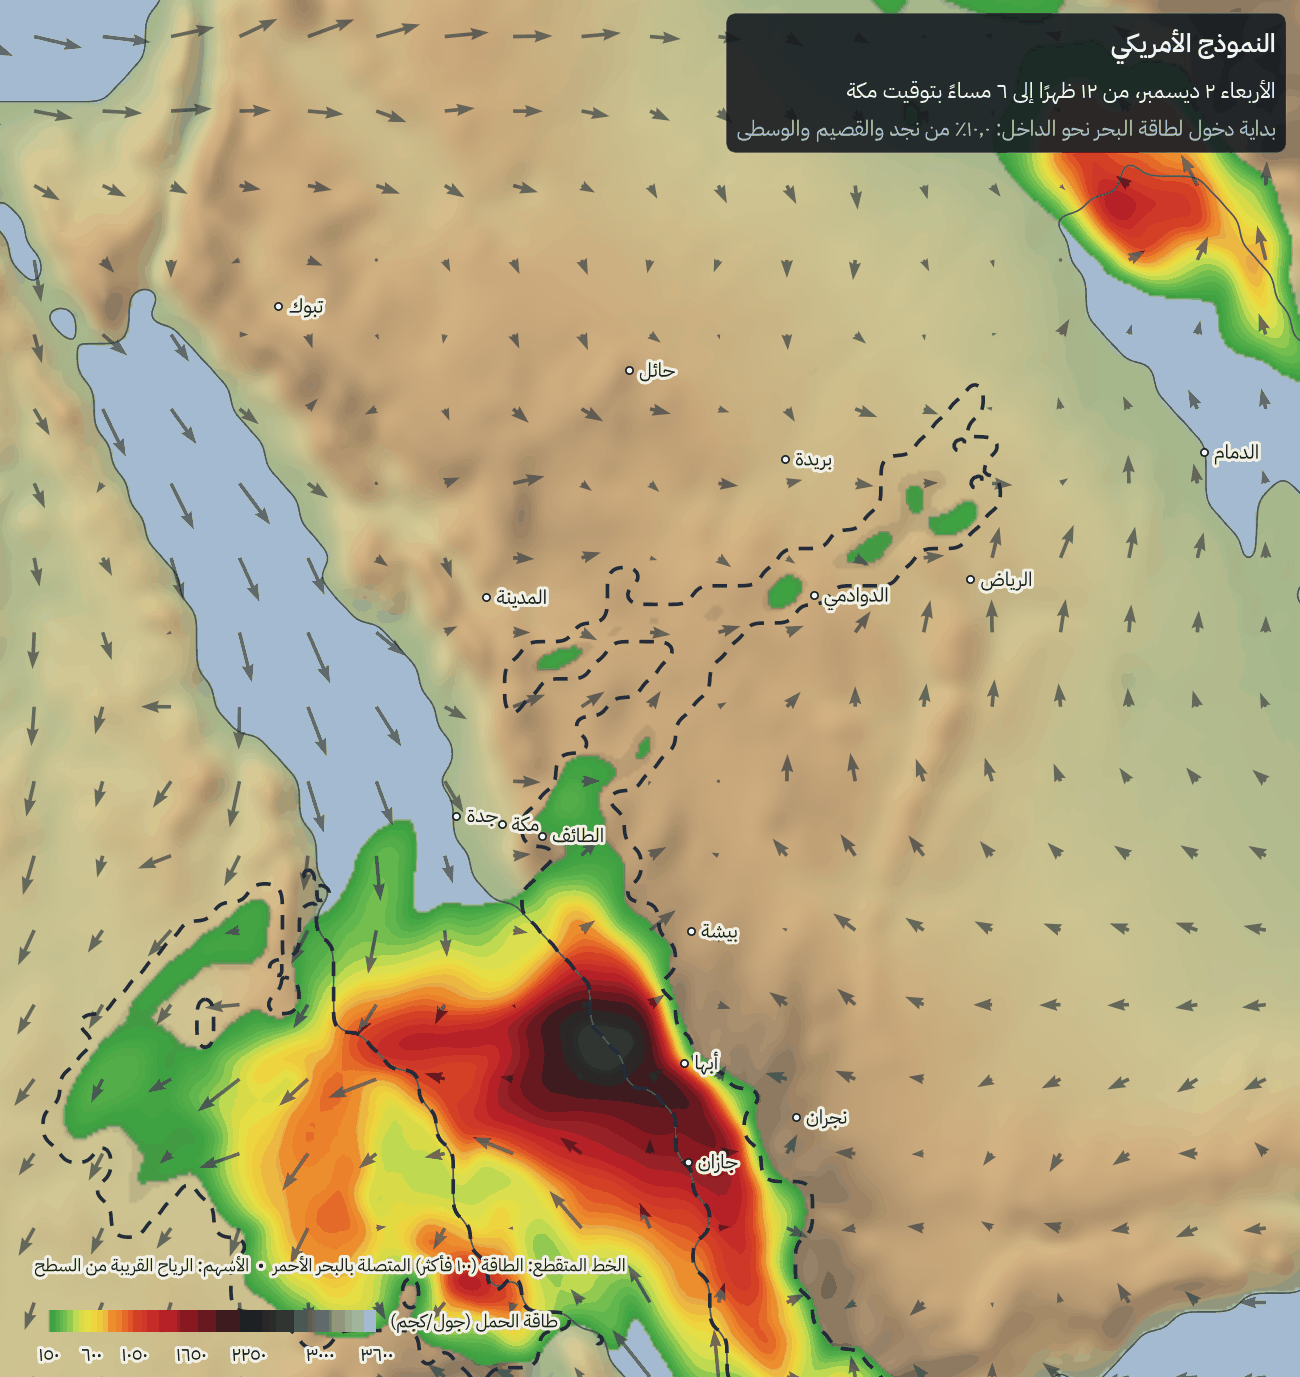 النموذج الأمريكي
الأربعاء ٢ ديسمبر، من ١٢ ظهرًا إلى ٦ مساءً بتوقيت مكة
بداية دخول لطاقة البحر نحو الداخل: ١٠٫٠٪ من نجد والقصيم والوسطى
تبوك
حائل
بريدة
الدمام
المدينة
الدوادمي
الرياض
جدة
مكة
الطائف
بيشة
أبها
نجران
جازان
الخط المتقطع: الطاقة (١٠ فأكثر) المتصلة بالبحر الأحمر • الأسهم: الرياح القريبة من السطح
طاقة الحمل (جول/كجم)
١٥٠ ٦٠٠ ١٠٥٠ ١٦٥٠ ٢٢٥٠ ٣٠٠٠ ٣٦٠٠